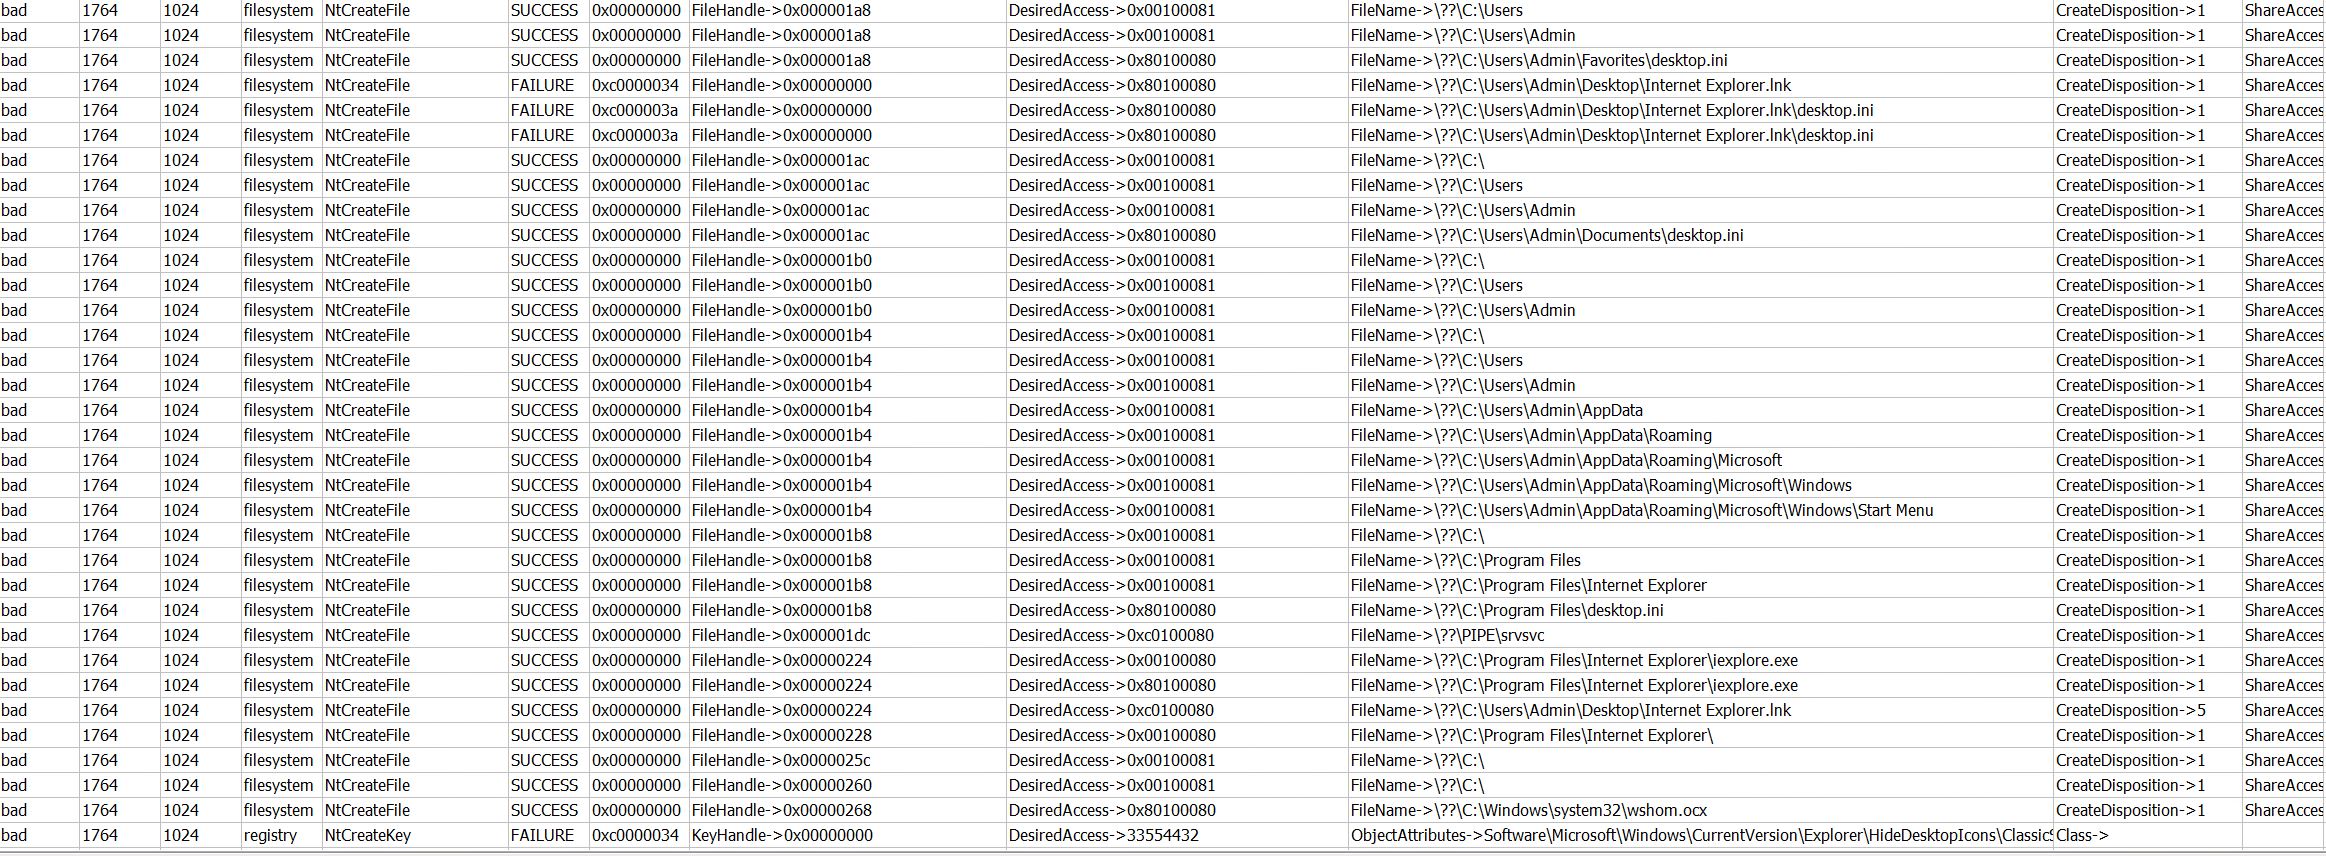 bad 1764 1024 filesystem NtCreateFile SUCCESS 0x00000000 FileHandle->0x000001a8 DesiredAccess->0x00100081 FileName->\??\C:\Users CreateDisposition->1 ShareAcces
bad 1764 1024 filesystem NtCreateFile SUCCESS 0x00000000 FileHandle->0x000001a8 DesiredAccess->0x00100081 FileName->\??\C:\Users\Admin CreateDisposition->1 ShareAcces
bad 1764 1024 filesystem NtCreateFile SUCCESS 0x00000000 FileHandle->0x000001a8 DesiredAccess->0x80100080 FileName->\??\C:\Users\Admin\Favorites\desktop.ini CreateDisposition->1 ShareAcces
bad 1764 1024 filesystem NtCreateFile FAILURE 0xc0000034 FileHandle->0x00000000 DesiredAccess->0x80100080 FileName->\??\C:\Users\Admin\Desktop\Internet Explorer.lnk CreateDisposition->1 ShareAcces
bad 1764 1024 filesystem NtCreateFile FAILURE 0xc000003a FileHandle->0x00000000 DesiredAccess->0x80100080 FileName->\??\C:\Users\Admin\Desktop\Internet Explorer.lnk\desktop.ini CreateDisposition->1 ShareAcces
bad 1764 1024 filesystem NtCreateFile FAILURE 0xc000003a FileHandle->0x00000000 DesiredAccess->0x80100080 FileName->\??\C:\Users\Admin\Desktop\Internet Explorer.lnk\desktop.ini CreateDisposition->1 ShareAcces
bad 1764 1024 filesystem NtCreateFile SUCCESS 0x00000000 FileHandle->0x000001ac DesiredAccess->0x00100081 FileName->\??\C:\ CreateDisposition->1 ShareAcces
bad 1764 1024 filesystem NtCreateFile SUCCESS 0x00000000 FileHandle->0x000001ac DesiredAccess->0x00100081 FileName->\??\C:\Users CreateDisposition->1 ShareAcces
bad 1764 1024 filesystem NtCreateFile SUCCESS 0x00000000 FileHandle->0x000001ac DesiredAccess->0x00100081 FileName->\??\C:\Users\Admin CreateDisposition->1 ShareAcces
bad 1764 1024 filesystem NtCreateFile SUCCESS 0x00000000 FileHandle->0x000001ac DesiredAccess->0x80100080 FileName->\??\C:\Users\Admin\Documents\desktop.ini CreateDisposition->1 ShareAcces
bad 1764 1024 filesystem NtCreateFile SUCCESS 0x00000000 FileHandle->0x000001b0 DesiredAccess->0x00100081 FileName->\??\C:\ CreateDisposition->1 ShareAcces
bad 1764 1024 filesystem NtCreateFile SUCCESS 0x00000000 FileHandle->0x000001b0 DesiredAccess->0x00100081 FileName->\??\C:\Users CreateDisposition->1 ShareAcces
bad 1764 1024 filesystem NtCreateFile SUCCESS 0x00000000 FileHandle->0x000001b0 DesiredAccess->0x00100081 FileName->\??\C:\Users\Admin CreateDisposition->1 ShareAcces
bad 1764 1024 filesystem NtCreateFile SUCCESS 0x00000000 FileHandle->0x000001b4 DesiredAccess->0x00100081 FileName->\??\C:\ CreateDisposition->1 ShareAcces
bad 1764 1024 filesystem NtCreateFile SUCCESS 0x00000000 FileHandle->0x000001b4 DesiredAccess->0x00100081 FileName->\??\C:\Users CreateDisposition->1 ShareAcces
bad 1764 1024 filesystem NtCreateFile SUCCESS 0x00000000 FileHandle->0x000001b4 DesiredAccess->0x00100081 FileName->\??\C:\Users\Admin CreateDisposition->1 ShareAcces
bad 1764 1024 filesystem NtCreateFile SUCCESS 0x00000000 FileHandle->0x000001b4 DesiredAccess->0x00100081 FileName->\??\C:\Users\Admin\AppData CreateDisposition->1 ShareAcces
bad 1764 1024 filesystem NtCreateFile SUCCESS 0x00000000 FileHandle->0x000001b4 DesiredAccess->0x00100081 FileName->\??\C:\Users\Admin\AppData\Roaming CreateDisposition->1 ShareAcces
bad 1764 1024 filesystem NtCreateFile SUCCESS 0x00000000 FileHandle->0x000001b4 DesiredAccess->0x00100081 FileName->\??\C:\Users\Admin\AppData\Roaming\Microsoft CreateDisposition->1 ShareAcces
bad 1764 1024 filesystem NtCreateFile SUCCESS 0x00000000 FileHandle->0x000001b4 DesiredAccess->0x00100081 FileName->\??\C:\Users\Admin\AppData\Roaming\Microsoft\Windows CreateDisposition->1 ShareAcces
bad 1764 1024 filesystem NtCreateFile SUCCESS 0x00000000 FileHandle->0x000001b4 DesiredAccess->0x00100081 FileName->\??\C:\Users\Admin\AppData\Roaming\Microsoft\Windows\Start Menu CreateDisposition->1 ShareAcces
bad 1764 1024 filesystem NtCreateFile SUCCESS 0x00000000 FileHandle->0x000001b8 DesiredAccess->0x00100081 FileName->\??\C:\ CreateDisposition->1 ShareAcces
bad 1764 1024 filesystem NtCreateFile SUCCESS 0x00000000 FileHandle->0x000001b8 DesiredAccess->0x00100081 FileName->\??\C:\Program Files CreateDisposition->1 ShareAcces
bad 1764 1024 filesystem NtCreateFile SUCCESS 0x00000000 FileHandle->0x000001b8 DesiredAccess->0x00100081 FileName->\??\C:\Program Files\Internet Explorer CreateDisposition->1 ShareAcces
bad 1764 1024 filesystem NtCreateFile SUCCESS 0x00000000 FileHandle->0x000001b8 DesiredAccess->0x80100080 FileName->\??\C:\Program Files\desktop.ini CreateDisposition->1 ShareAcces
bad 1764 1024 filesystem NtCreateFile SUCCESS 0x00000000 FileHandle->0x000001dc DesiredAccess->0xc0100080 FileName->\??\PIPE\srvsvc CreateDisposition->1 ShareAcces
bad 1764 1024 filesystem NtCreateFile SUCCESS 0x00000000 FileHandle->0x00000224 DesiredAccess->0x00100080 FileName->\??\C:\Program Files\Internet Explorer\iexplore.exe CreateDisposition->1 ShareAcces
bad 1764 1024 filesystem NtCreateFile SUCCESS 0x00000000 FileHandle->0x00000224 DesiredAccess->0x80100080 FileName->\??\C:\Program Files\Internet Explorer\iexplore.exe CreateDisposition->1 ShareAcces
bad 1764 1024 filesystem NtCreateFile SUCCESS 0x00000000 FileHandle->0x00000224 DesiredAccess->0xc0100080 FileName->\??\C:\Users\Admin\Desktop\Internet Explorer.lnk CreateDisposition->5 ShareAcces
bad 1764 1024 filesystem NtCreateFile SUCCESS 0x00000000 FileHandle->0x00000228 DesiredAccess->0x00100080 FileName->\??\C:\Program Files\Internet Explorer\ CreateDisposition->1 ShareAcces
bad 1764 1024 filesystem NtCreateFile SUCCESS 0x00000000 FileHandle->0x0000025c DesiredAccess->0x00100081 FileName->\??\C:\ CreateDisposition->1 ShareAcces
bad 1764 1024 filesystem NtCreateFile SUCCESS 0x00000000 FileHandle->0x00000260 DesiredAccess->0x00100081 FileName->\??\C:\ CreateDisposition->1 ShareAcces
bad 1764 1024 filesystem NtCreateFile SUCCESS 0x00000000 FileHandle->0x00000268 DesiredAccess->0x80100080 FileName->\??\C:\Windows\system32\wshom.ocx CreateDisposition->1 ShareAcces
bad 1764 1024 registry NtCreateKey FAILURE 0xc0000034 KeyHandle->0x00000000 DesiredAccess->33554432 ObjectAttributes->Software\Microsoft\Windows\CurrentVersion\Explorer\HideDesktopIcons\ClassicS Class->